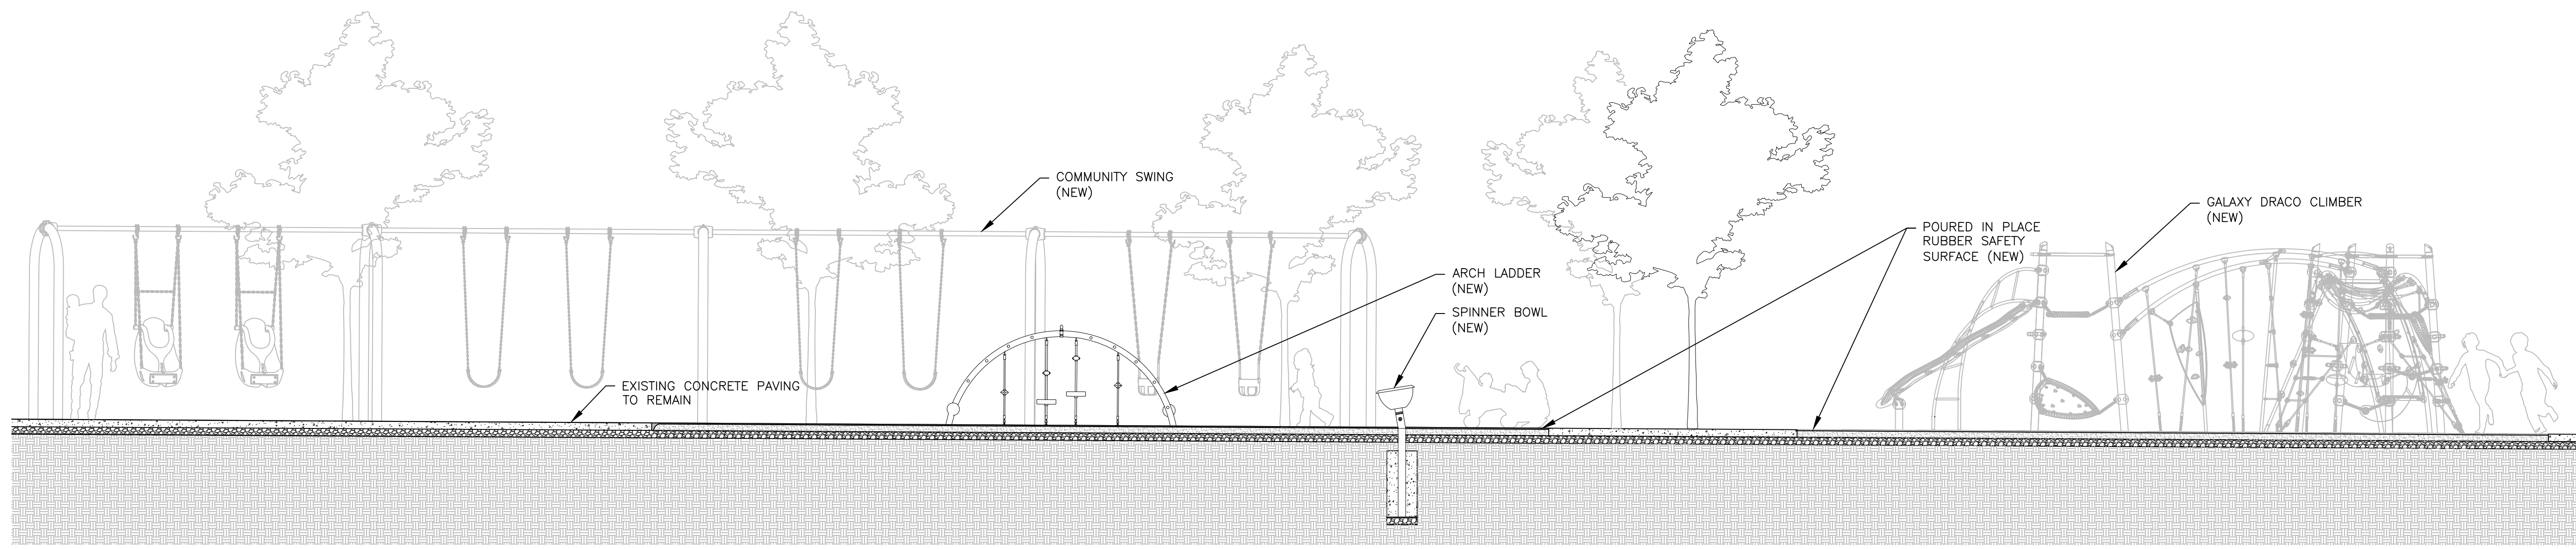 COMMUNITY SWING
(NEW)
GALAXY DRACO CLIMBER
(NEW)
POURED IN PLACE
RUBBER SAFETY
SURFACE (NEW)
ARCH LADDER
(NEW)
SPINNER BOWL
(NEW)
EXISTING CONCRETE PAVING
TO REMAIN